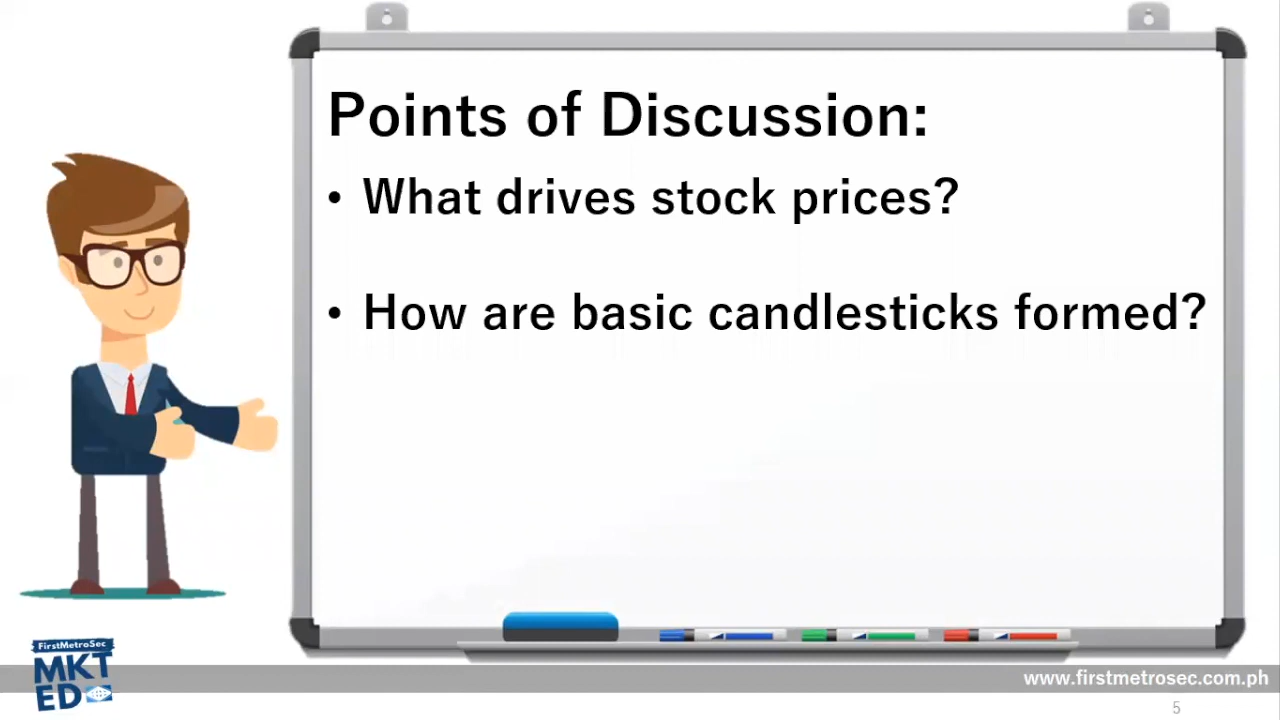 Points of Discussion:
• What drives stock prices?
• How are basic candlesticks formed?
FirstMetroSec
MKT
ED
www.firstmetrosec.com.ph
5